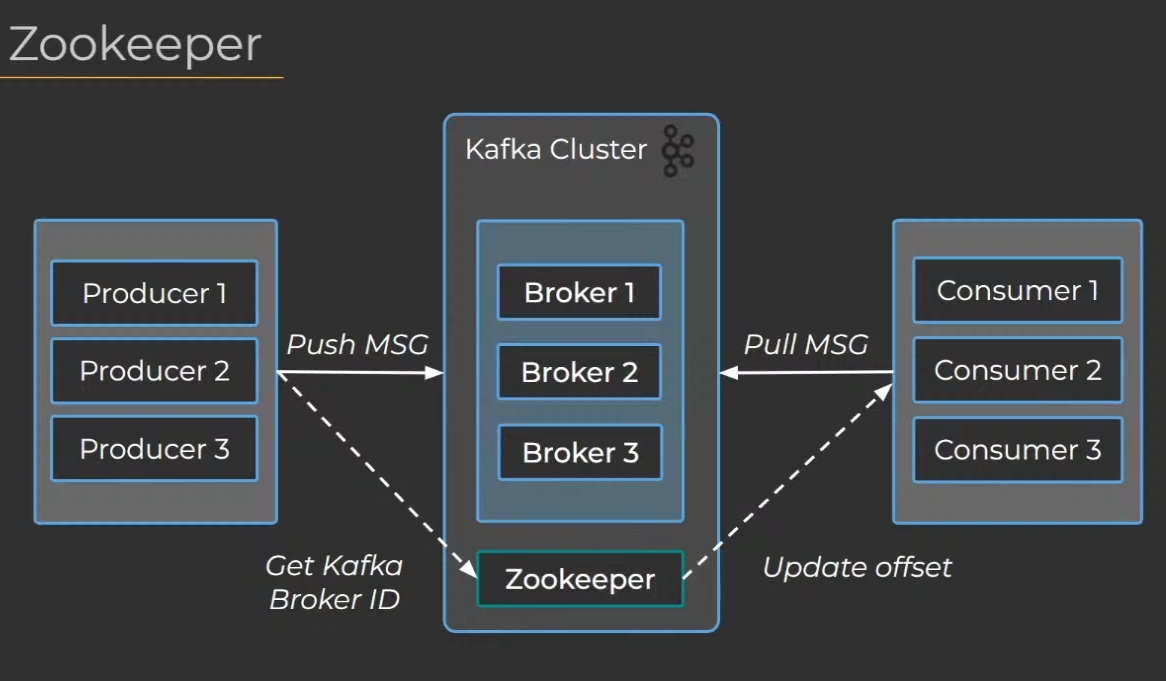 Zookeeper
Kafka Cluster
Producer 1
Producer 2
Producer 3
Push MSG
Broker 1
Broker 2
Broker 3
Pull MSG
Consumer 1
Consumer 2
Consumer 3
Get Kafka
Broker ID
Zookeeper
Update offset